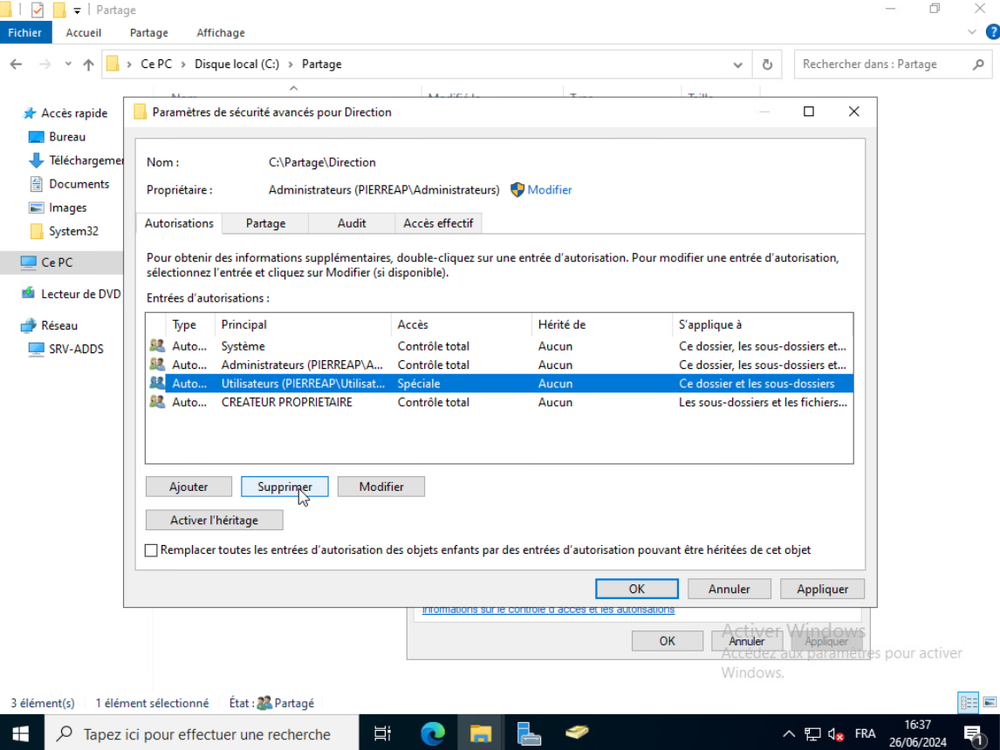 Partage
Fichier Accueil Partage Affichage
Ce PC Disque local (C:) Partage Rechercher dans : Partage
Accès rapide
Bureau
Téléchargemer
Documents
Images
System32
Ce PC
Lecteur de DVD
Réseau
SRV-ADDS
Paramètres de sécurité avancés pour Direction
Nom : C:\Partage\Direction
Propriétaire : Administrateurs (PIERREAP\Administrateurs) Modifier
Autorisations Partage Audit Accès effectif
Pour obtenir des informations supplémentaires, double-cliquez sur une entrée d'autorisation. Pour modifier une entrée d'autorisation,
sélectionnez l'entrée et cliquez sur Modifier (si disponible).
Entrées d'autorisations :
Type Principal Accès Hérité de S'applique à
Auto... Système Contrôle total Aucun Ce dossier, les sous-dossiers et...
Auto... Administrateurs (PIERREAP\A... Contrôle total Aucun Ce dossier, les sous-dossiers et...
Auto... Utilisateurs (PIERREAP\Utilisat... Spéciale Aucun Ce dossier et les sous-dossiers
Auto... CREATEUR PROPRIETAIRE Contrôle total Aucun Les sous-dossiers et les fichiers...
Ajouter Supprimer Modifier
Activer l'héritage
Remplacer toutes les entrées d'autorisation des objets enfants par des entrées d'autorisation pouvant être héritées de cet objet
OK Annuler Appliquer
Informations sur le contrôle d'accès et les autorisations
OK Annuler Appliquer
Activer Windows
Accédez aux paramètres pour activer
Windows.
3 élément(s) 1 élément sélectionné État : Partagé
Tapez ici pour effectuer une recherche
FRA
16:37
26/06/2024
1